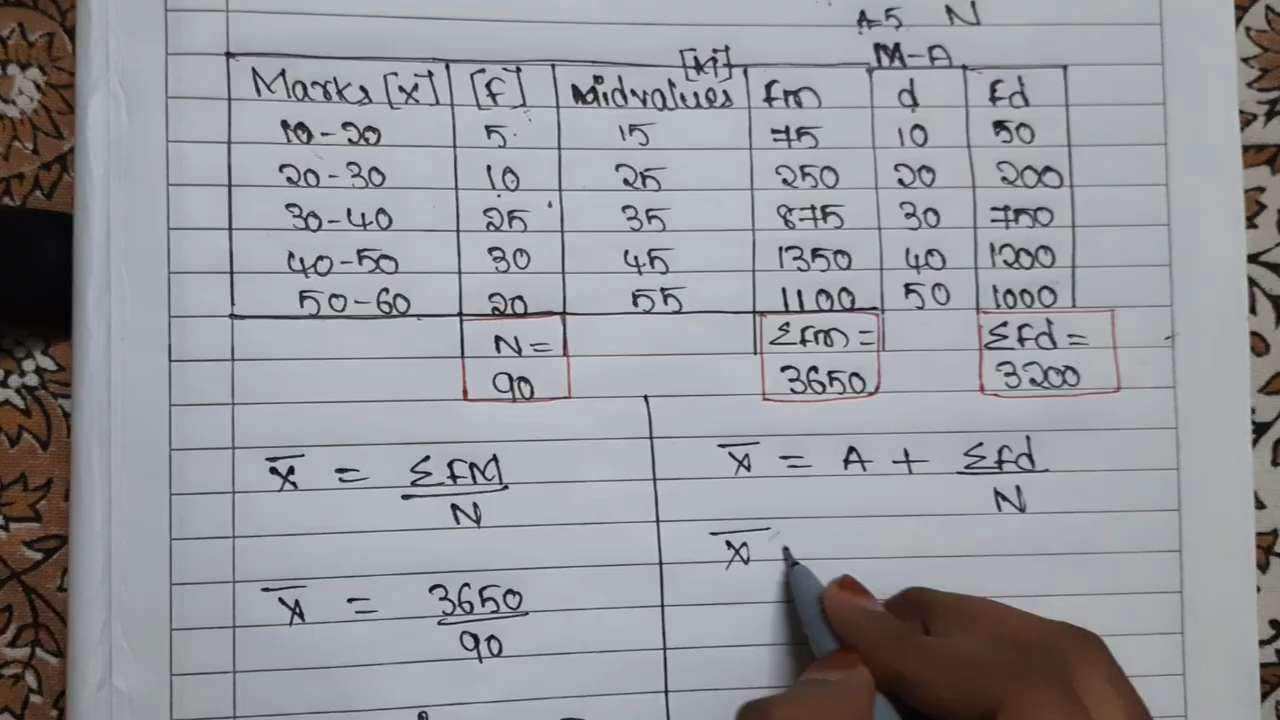 A=5 N
[M] M-A
Marks [x] [f] midvalues fm d fd
10-20 5 15 75 10 50
20-30 10 25 250 20 200
30-40 25 35 875 30 750
40-50 30 45 1350 40 1200
50-60 20 55 1100 50 1000
N= Σfm= Σfd=
90 3650 3200
x̄ = ΣfM/N x̄ = A + Σfd/N
x̄
x̄ = 3650/90